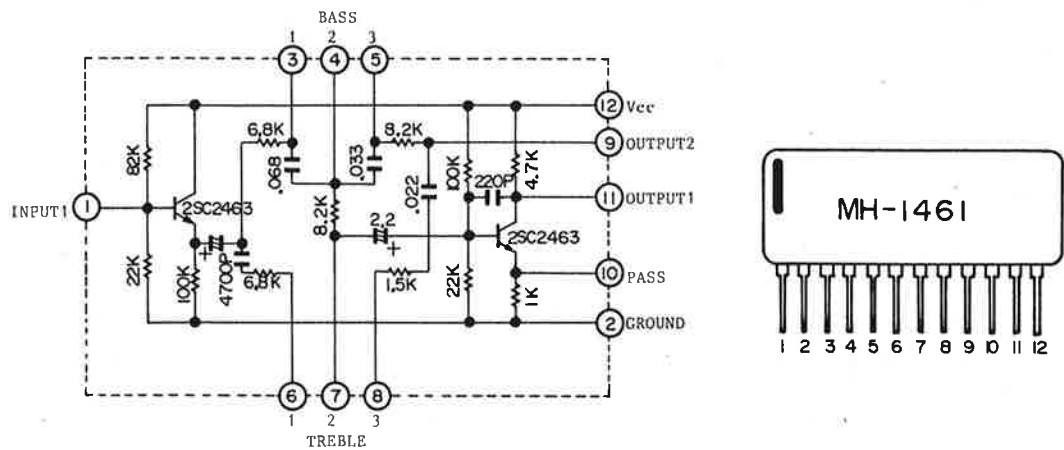 BASS
1 2 3
3 4 5
12 Vcc
6.8K 8.2K
9 OUTPUT2
82K .068 .033 100K 4.7K
.022 220P
11 OUTPUT1
INPUT1 1
2SC2463
8.2K
2.2
+
2SC2463
+
10 PASS
22K 100K 4700P 6.8K 1.5K 22K 1K
2 GROUND
6 7 8
1 2 3
TREBLE
MH-1461
1 2 3 4 5 6 7 8 9 10 11 12